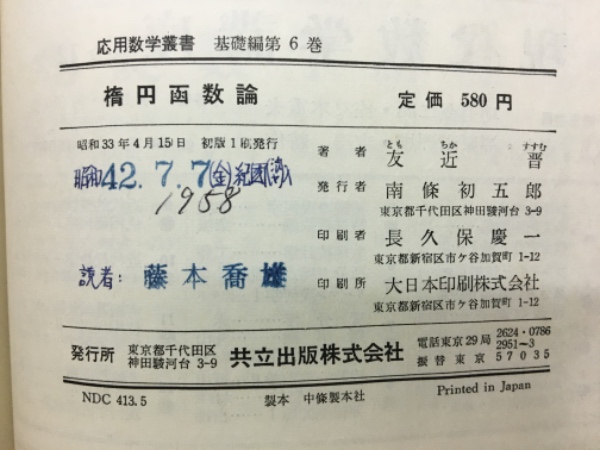 応用数学叢書 基礎編第6巻
楕円函数論 定価 580円
昭和33年4月15日 初版1刷発行
昭和42.7.7(金)紀国
1958
読者: 藤本喬雄
著者 友近晋
とも ちか すすむ
発行者 南條初五郎
東京都千代田区神田駿河台 3-9
印刷者 長久保慶一
東京都新宿区市ケ谷加賀町 1-12
印刷所 大日本印刷株式会社
東京都新宿区市ケ谷加賀町 1-12
発行所 東京都千代田区神田駿河台 3-9 共立出版株式会社 電話東京29局 2624・0786 2951~3
振替東京 57035
NDC 413.5 製本 中條製本社 Printed in Japan